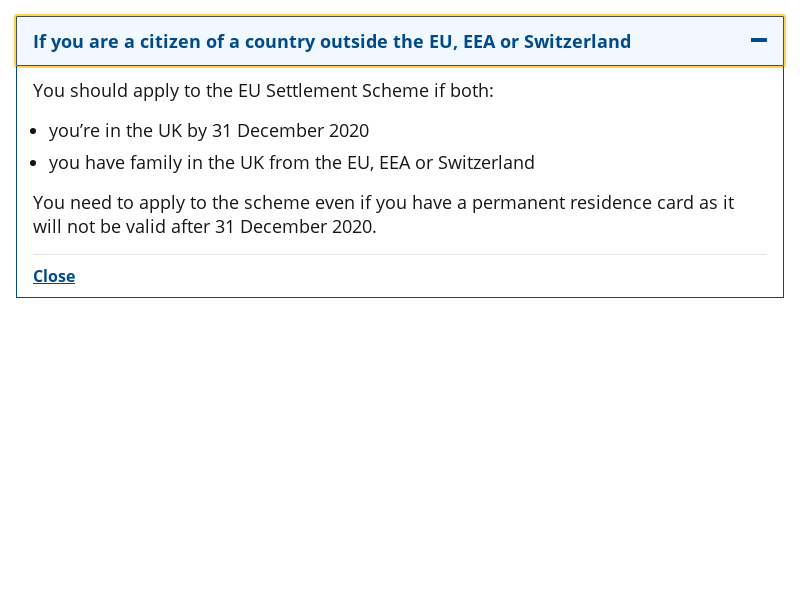 If you are a citizen of a country outside the EU, EEA or Switzerland
You should apply to the EU Settlement Scheme if both:
you’re in the UK by 31 December 2020
you have family in the UK from the EU, EEA or Switzerland
You need to apply to the scheme even if you have a permanent residence card as it
will not be valid after 31 December 2020.
Close